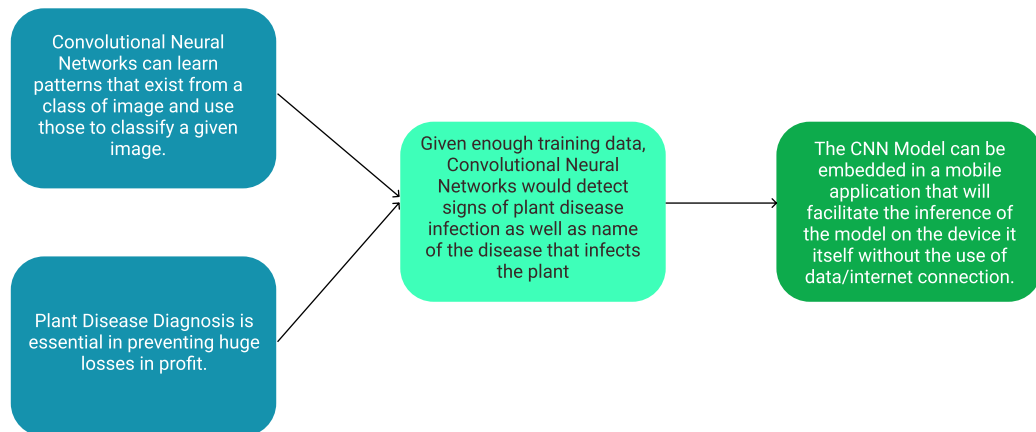 Convolutional Neural
Networks can learn
patterns that exist from a
class of image and use
those to classify a given
image.
Plant Disease Diagnosis is
essential in preventing huge
losses in profit.
Given enough training data,
Convolutional Neural
Networks would detect
signs of plant disease
infection as well as name
of the disease that infects
the plant
The CNN Model can be
embedded in a mobile
application that will
facilitate the inference of
the model on the device it
itself without the use of
data/internet connection.